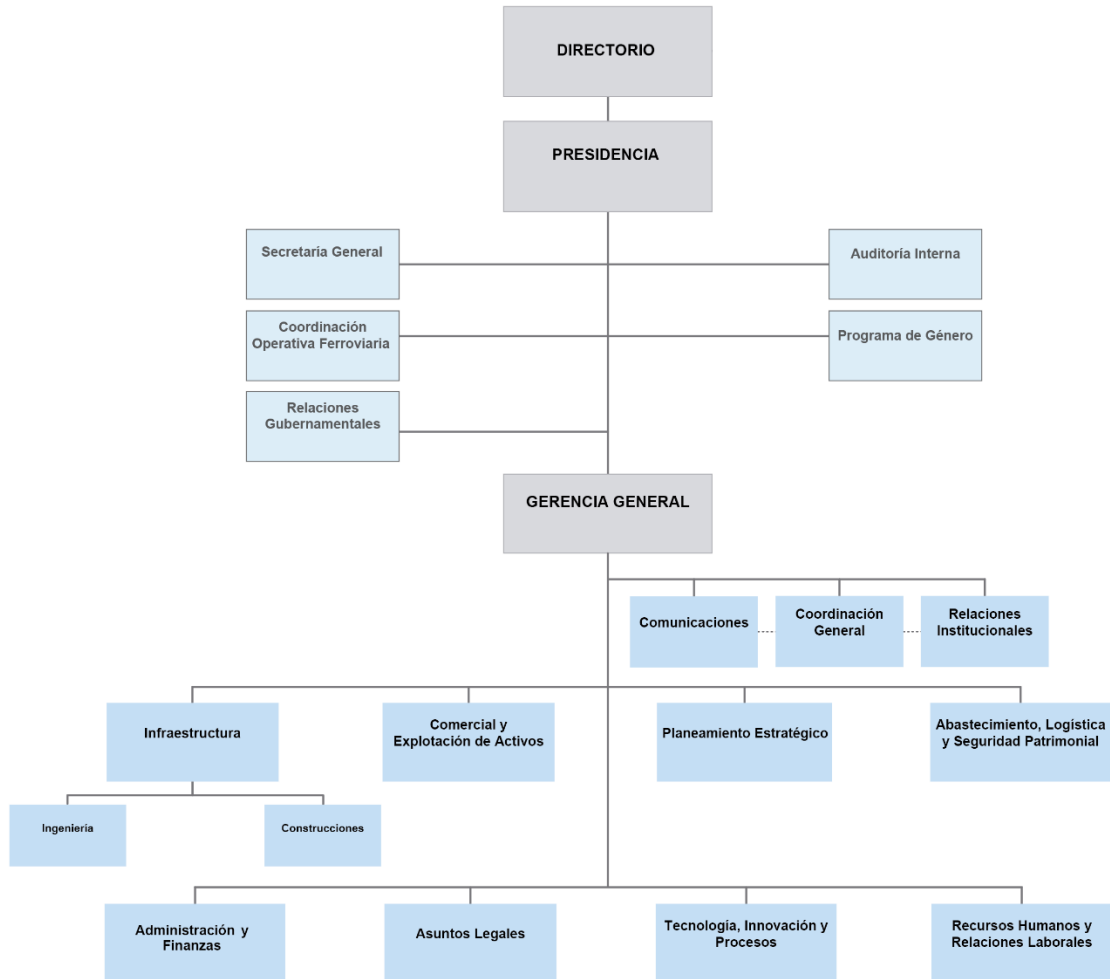 DIRECTORIO
PRESIDENCIA
Secretaría General
Auditoría Interna
Coordinación
Operativa Ferroviaria
Programa de Género
Relaciones
Gubernamentales
GERENCIA GENERAL
Comunicaciones
Coordinación
General
Relaciones
Institucionales
Infraestructura
Comercial y
Explotación de Activos
Planeamiento Estratégico
Abastecimiento, Logística
y Seguridad Patrimonial
Ingeniería
Construcciones
Administración y
Finanzas
Asuntos Legales
Tecnología, Innovación y
Procesos
Recursos Humanos y
Relaciones Laborales